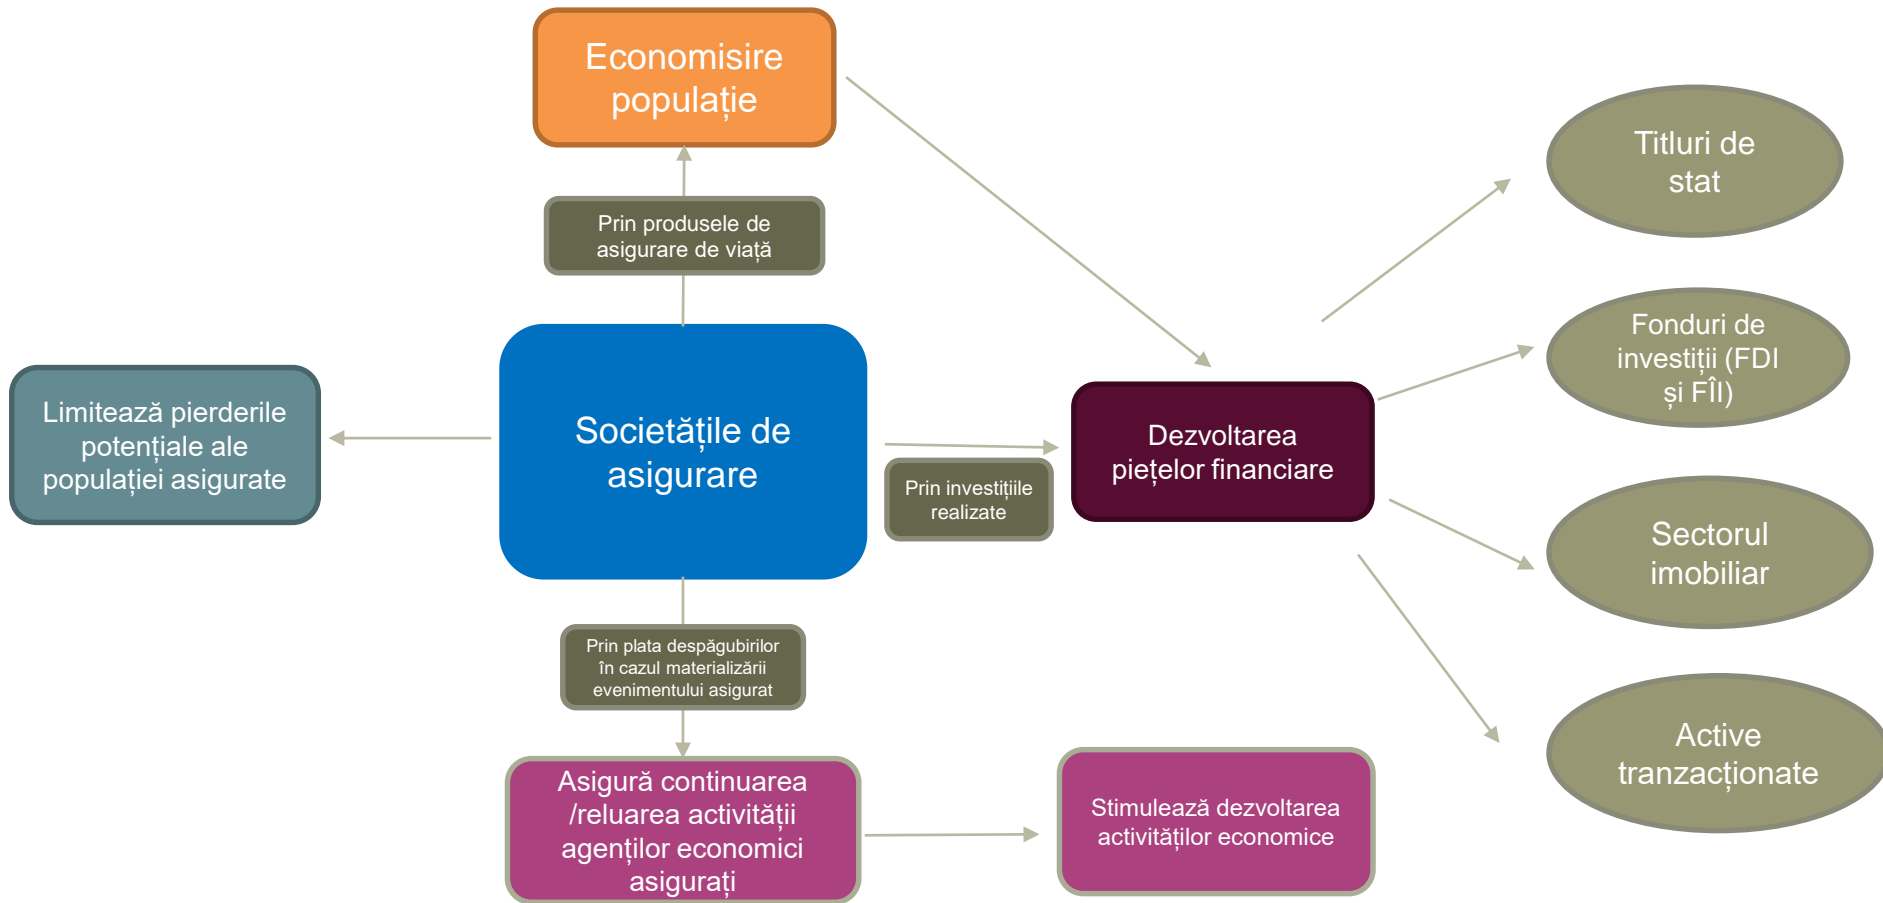 Economisire
populație
Prin produsele de
asigurare de viață
Titluri de
stat
Fonduri de
investiții (FDI
și FÎI)
Limitează pierderile
potențiale ale
populației asigurate
Societățile de
asigurare
Prin investițiile
realizate
Dezvoltarea
piețelor financiare
Sectorul
imobiliar
Prin plata despăgubirilor
în cazul materializării
evenimentului asigurat
Active
tranzacționate
Asigură continuarea
/reluarea activității
agenților economici
asigurați
Stimulează dezvoltarea
activităților economice